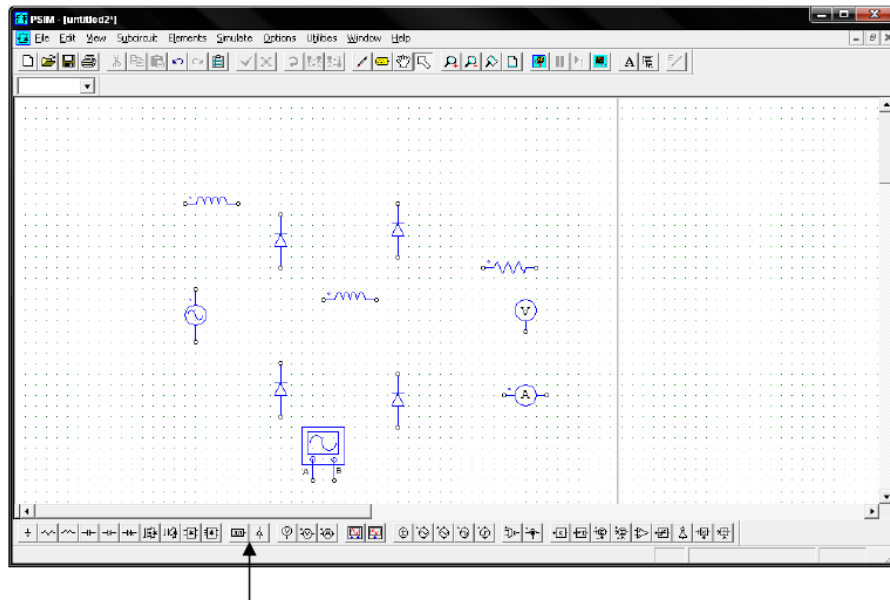 PSIM - [untitled2*]
File Edit View Subcircuit Elements Simulate Options Utilities Window Help
V
A
A B